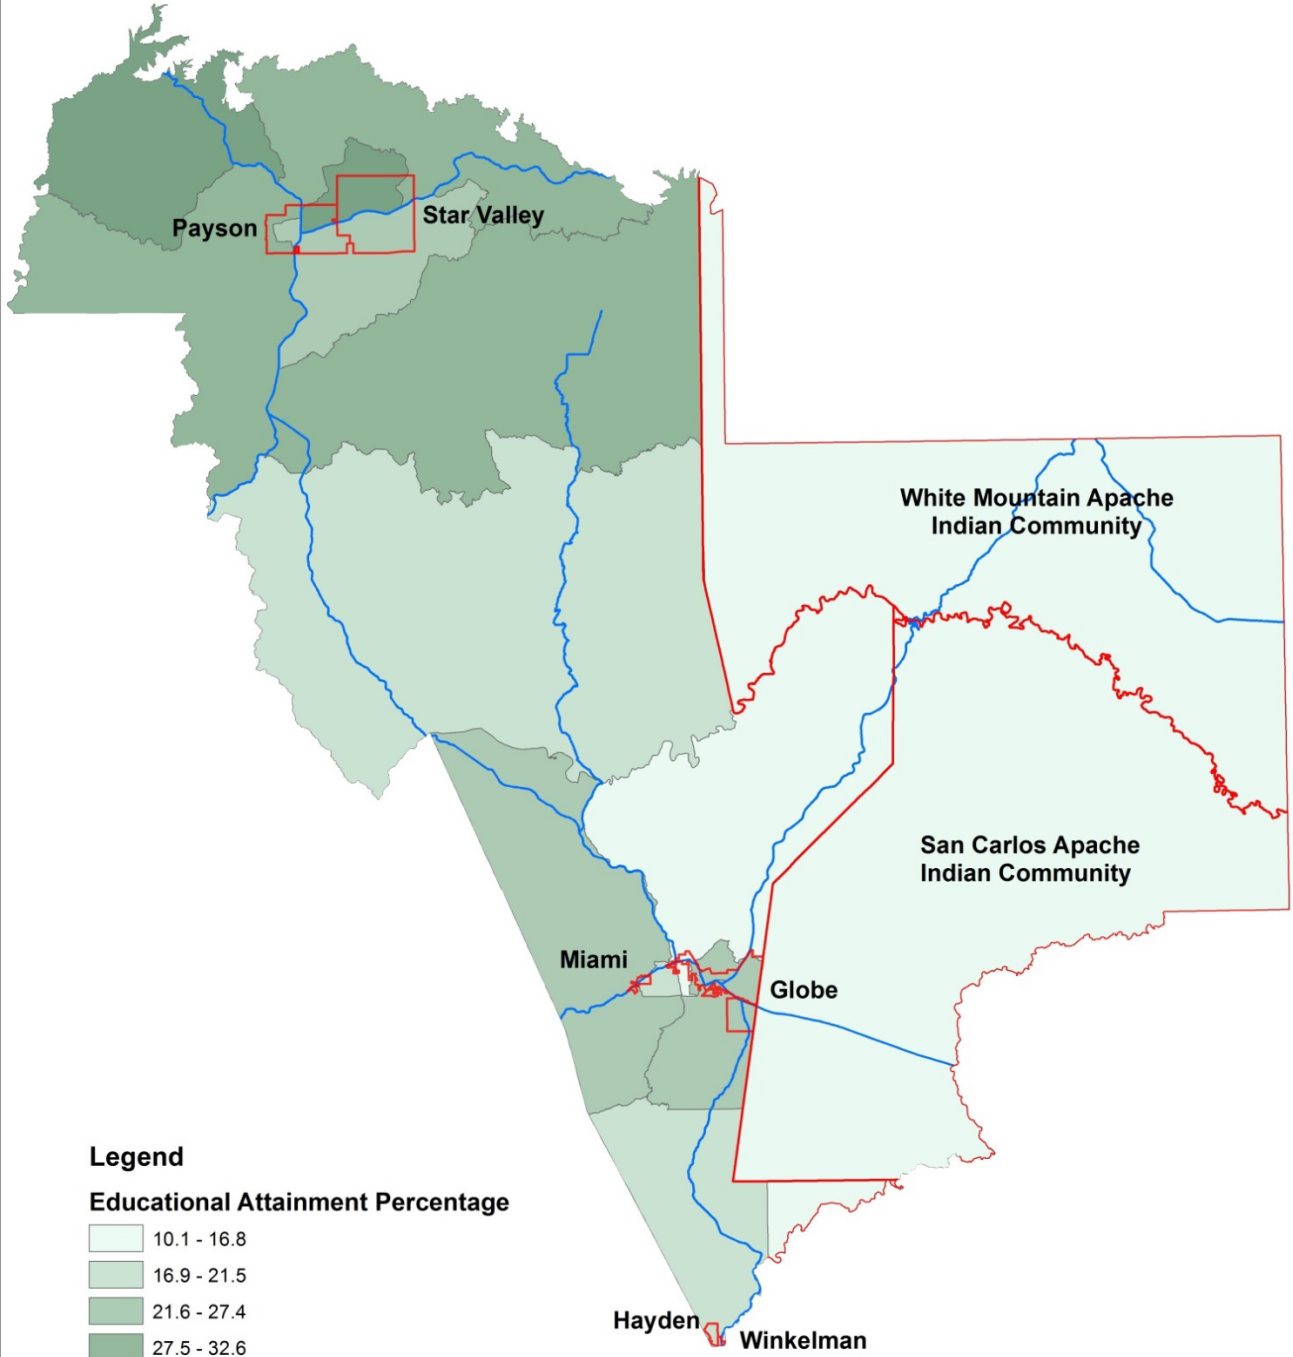 Payson
Star Valley
White Mountain Apache
Indian Community
San Carlos Apache
Indian Community
Miami
Globe
Legend
Educational Attainment Percentage
10.1 - 16.8
16.9 - 21.5
21.6 - 27.4
27.5 - 32.6
Hayden
Winkelman